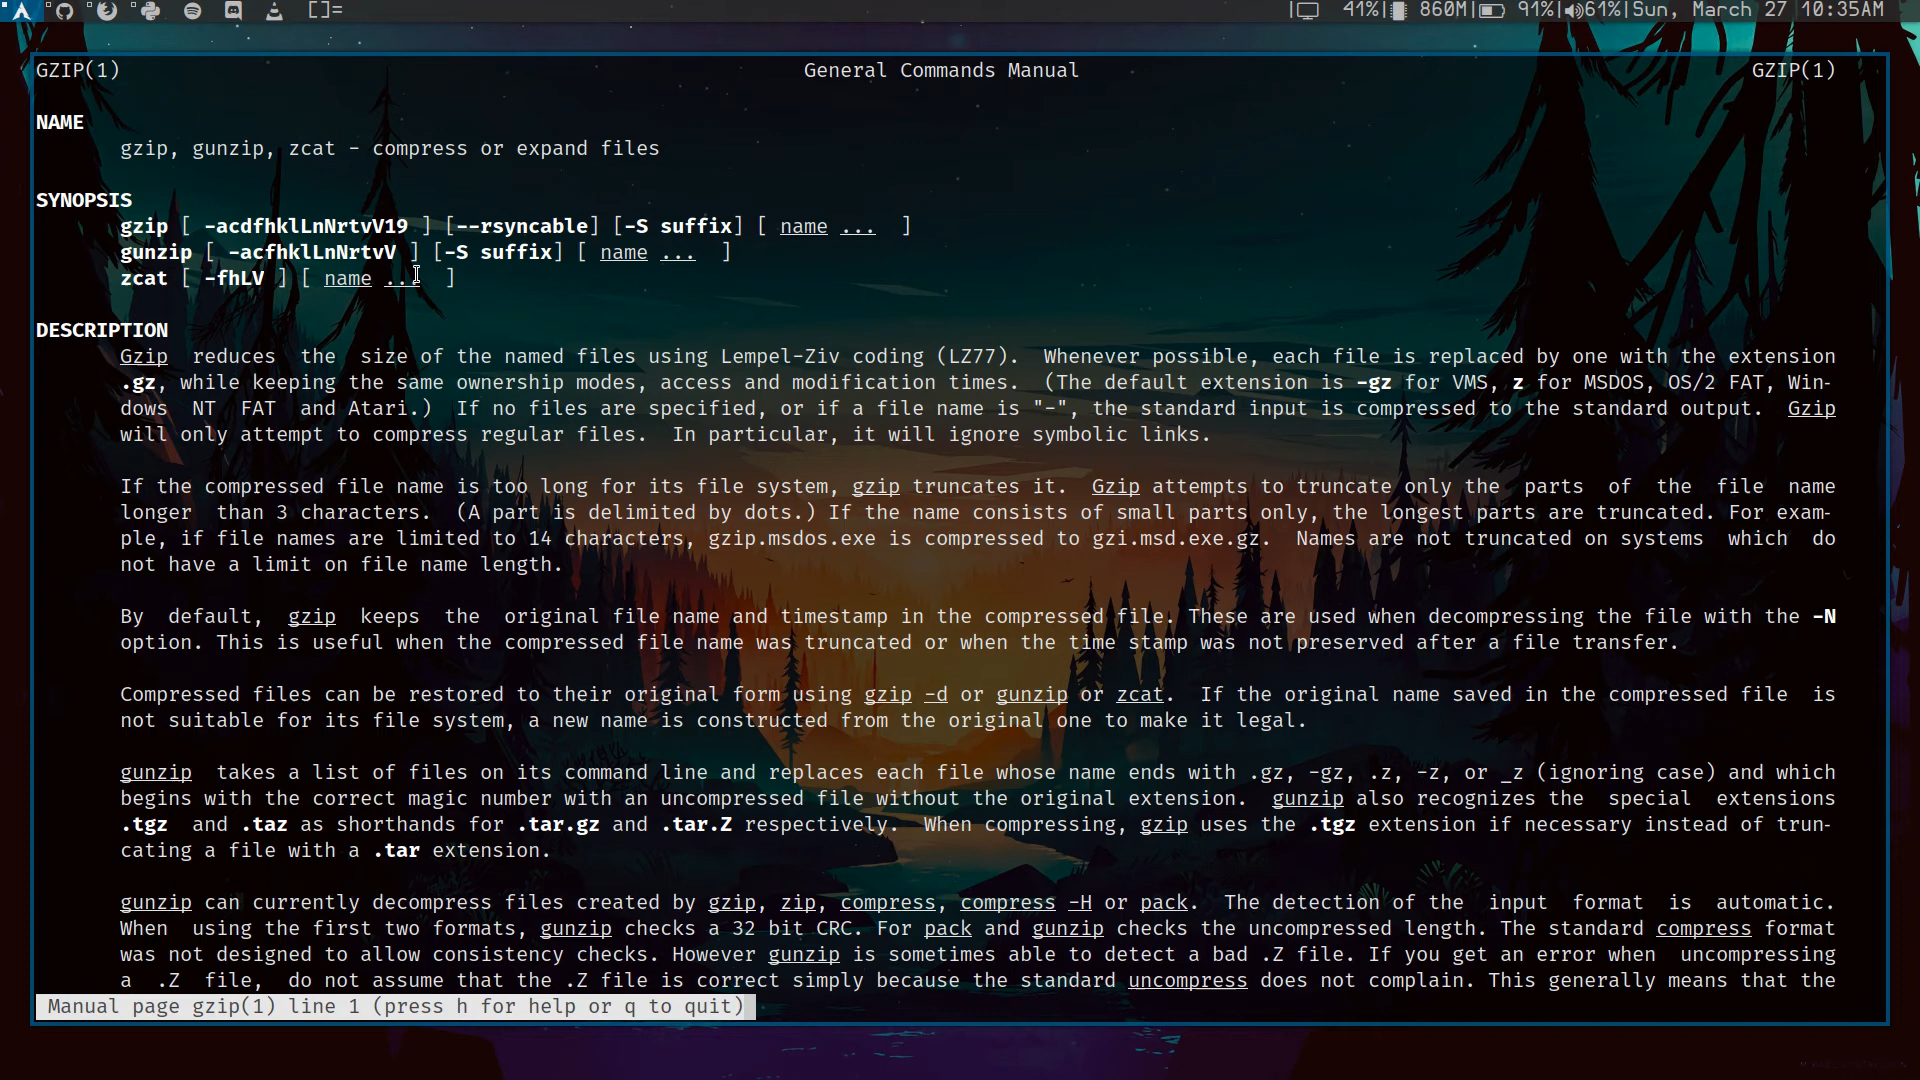 []= | 41%| 860M| 91%| 61%|Sun, March 27 |10:35AM
GZIP(1) General Commands Manual GZIP(1)
NAME
gzip, gunzip, zcat - compress or expand files
SYNOPSIS
gzip [ -acdfhklLnNrtvV19 ] [--rsyncable] [-S suffix] [ name ... ]
gunzip [ -acfhklLnNrtvV ] [-S suffix] [ name ... ]
zcat [ -fhLV ] [ name ... ]
DESCRIPTION
Gzip reduces the size of the named files using Lempel-Ziv coding (LZ77). Whenever possible, each file is replaced by one with the extension
.gz, while keeping the same ownership modes, access and modification times. (The default extension is -gz for VMS, z for MSDOS, OS/2 FAT, Win-
dows NT FAT and Atari.) If no files are specified, or if a file name is "-", the standard input is compressed to the standard output. Gzip
will only attempt to compress regular files. In particular, it will ignore symbolic links.
If the compressed file name is too long for its file system, gzip truncates it. Gzip attempts to truncate only the parts of the file name
longer than 3 characters. (A part is delimited by dots.) If the name consists of small parts only, the longest parts are truncated. For exam-
ple, if file names are limited to 14 characters, gzip.msdos.exe is compressed to gzi.msd.exe.gz. Names are not truncated on systems which do
not have a limit on file name length.
By default, gzip keeps the original file name and timestamp in the compressed file. These are used when decompressing the file with the -N
option. This is useful when the compressed file name was truncated or when the time stamp was not preserved after a file transfer.
Compressed files can be restored to their original form using gzip -d or gunzip or zcat. If the original name saved in the compressed file is
not suitable for its file system, a new name is constructed from the original one to make it legal.
gunzip takes a list of files on its command line and replaces each file whose name ends with .gz, -gz, .z, -z, or _z (ignoring case) and which
begins with the correct magic number with an uncompressed file without the original extension. gunzip also recognizes the special extensions
.tgz and .taz as shorthands for .tar.gz and .tar.Z respectively. When compressing, gzip uses the .tgz extension if necessary instead of trun-
cating a file with a .tar extension.
gunzip can currently decompress files created by gzip, zip, compress, compress -H or pack. The detection of the input format is automatic.
When using the first two formats, gunzip checks a 32 bit CRC. For pack and gunzip checks the uncompressed length. The standard compress format
was not designed to allow consistency checks. However gunzip is sometimes able to detect a bad .Z file. If you get an error when uncompressing
a .Z file, do not assume that the .Z file is correct simply because the standard uncompress does not complain. This generally means that the
Manual page gzip(1) line 1 (press h for help or q to quit)